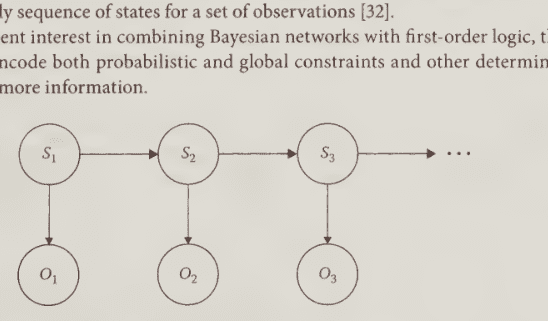 ly sequence of states for a set of observations [32].
ent interest in combining Bayesian networks with first-order logic, t
ncode both probabilistic and global constraints and other determin
more information.
S₁ S₂ S₃ ...
O₁ O₂ O₃